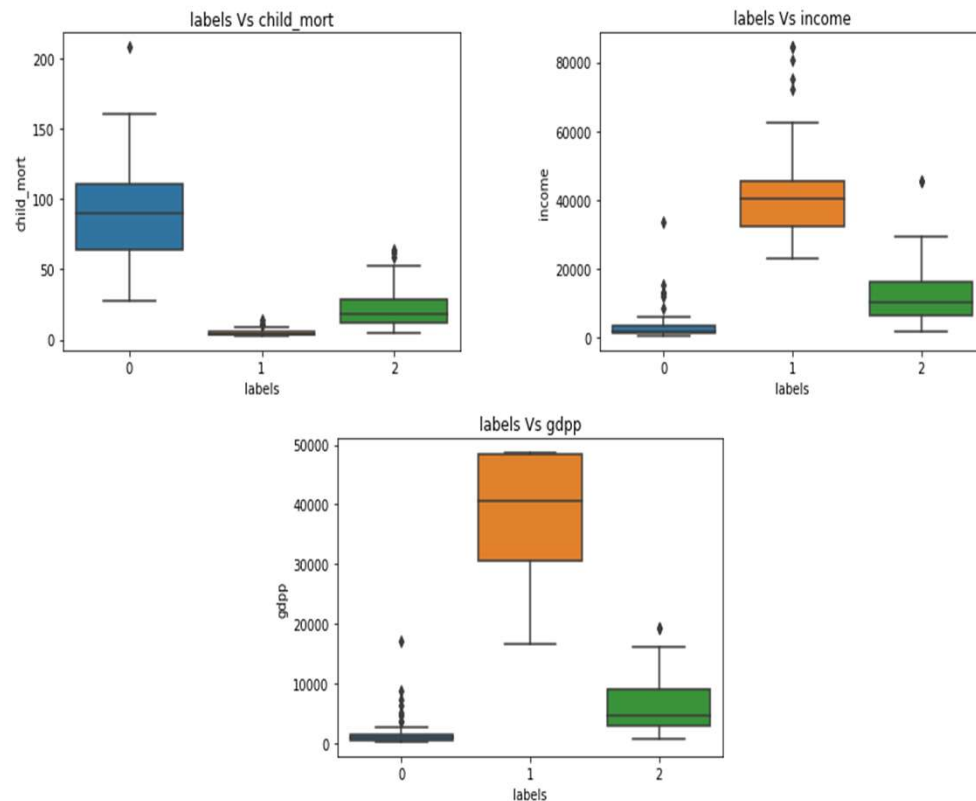 labels Vs child_mort
200
150
100
50
0
child_mort
0 1 2
labels
labels Vs income
80000
60000
40000
20000
0
income
0 1 2
labels
labels Vs gdpp
50000
40000
30000
20000
10000
0
gdpp
0 1 2
labels